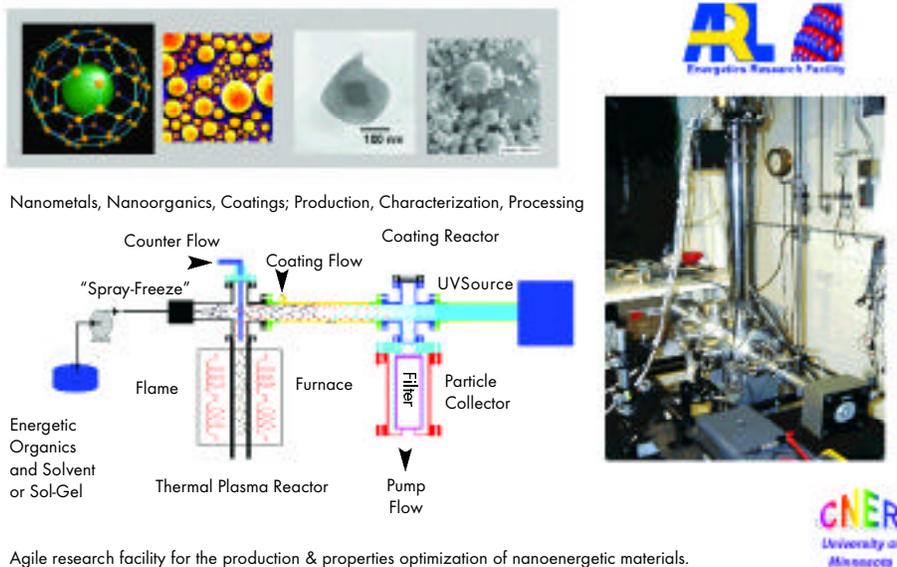 100 nm
ARL
Energetics Research Facility
Nanometals, Nanoorganics, Coatings; Production, Characterization, Processing
Counter Flow
Coating Reactor
Coating Flow
"Spray-Freeze"
UVSource
Flame
Furnace
Filter
Particle
Collector
Energetic
Organics
and Solvent
or Sol-Gel
Thermal Plasma Reactor
Pump
Flow
CNER
University of
Minnesota
Agile research facility for the production & properties optimization of nanoenergetic materials.